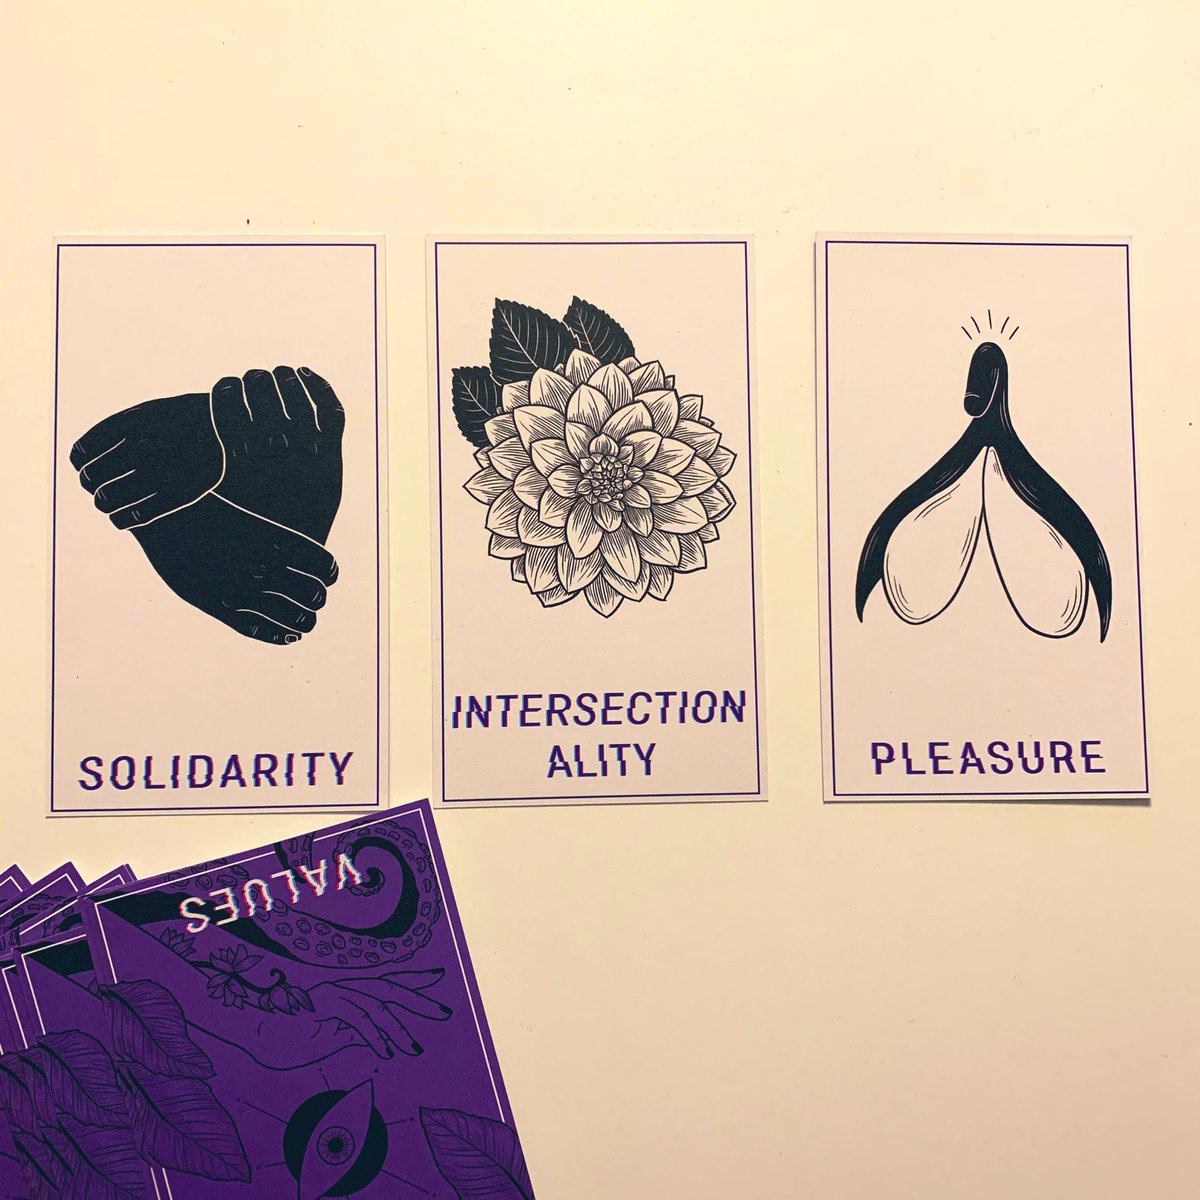 SOLIDARITY
INTERSECTION
ALITY
PLEASURE
VALUES